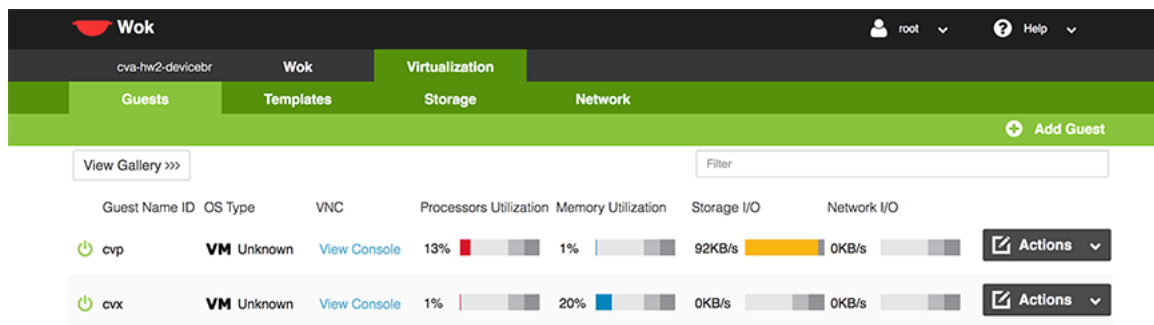 Wok root Help
cva-hw2-devicebr Wok Virtualization
Guests Templates Storage Network
Add Guest
View Gallery >>> Filter
Guest Name ID OS Type VNC Processors Utilization Memory Utilization Storage I/O Network I/O
cvp VM Unknown View Console 13% 1% 92KB/s 0KB/s Actions
cvx VM Unknown View Console 1% 20% 0KB/s 0KB/s Actions